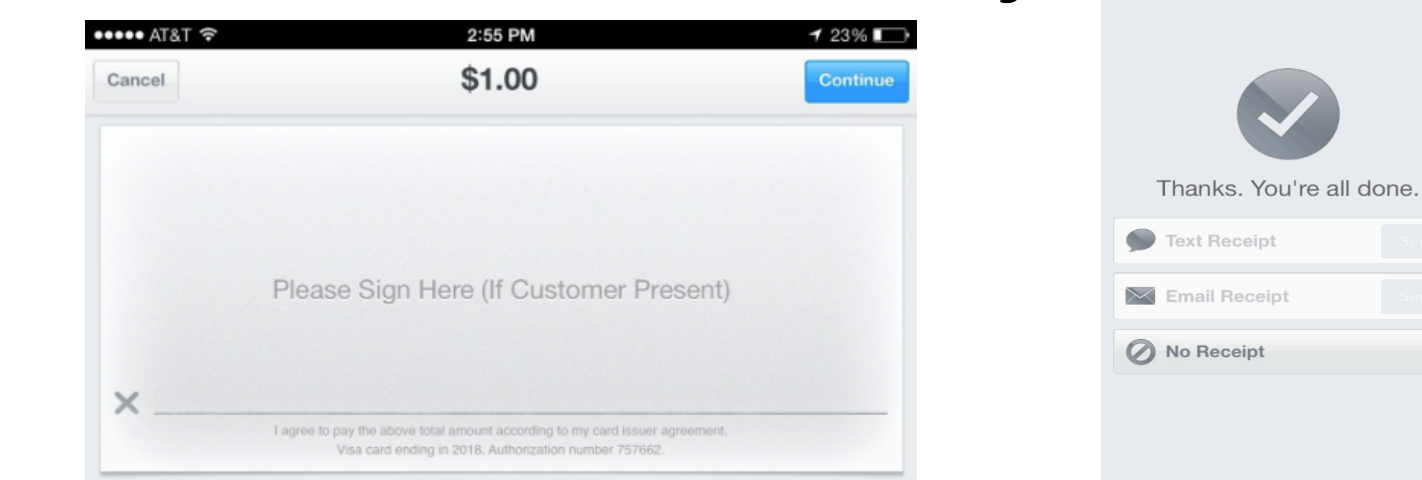 ●●●●● AT&T 2:55 PM 23%
Cancel $1.00 Continue
Please Sign Here (If Customer Present)
I agree to pay the above total amount according to my card issuer agreement.
Visa card ending in 2018. Authorization number 757662.
Thanks. You're all done.
Text Receipt
Email Receipt
No Receipt